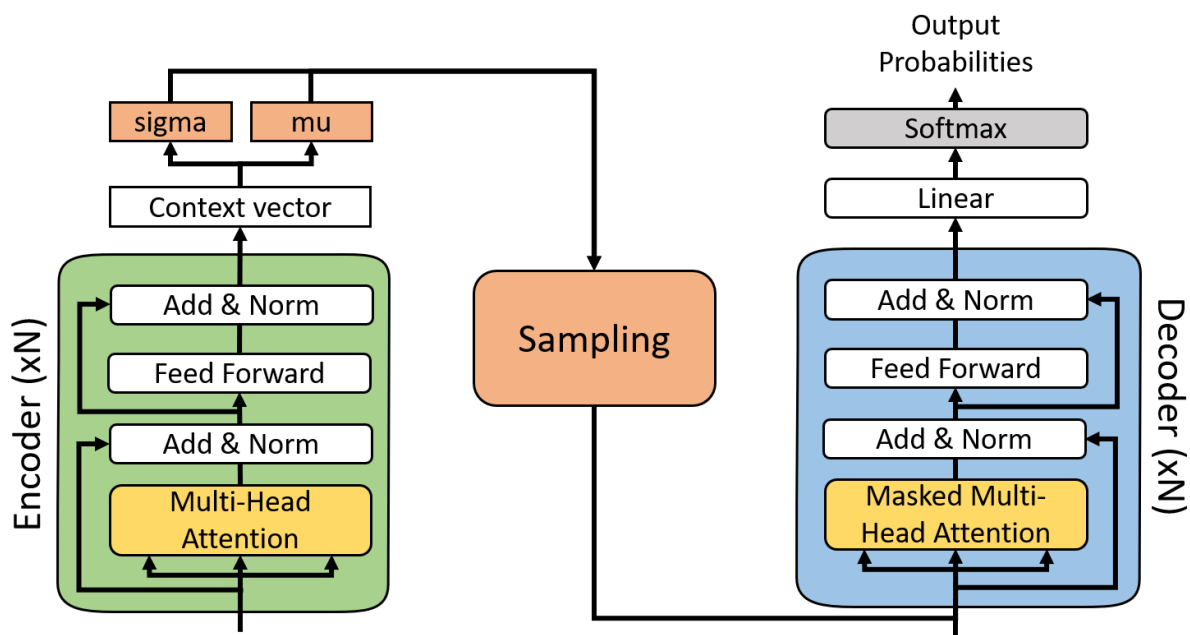 Output
Probabilities
sigma
mu
Softmax
Context vector
Linear
Encoder (xN)
Add & Norm
Feed Forward
Add & Norm
Multi-Head
Attention
Sampling
Add & Norm
Feed Forward
Add & Norm
Masked Multi-
Head Attention
Decoder (xN)